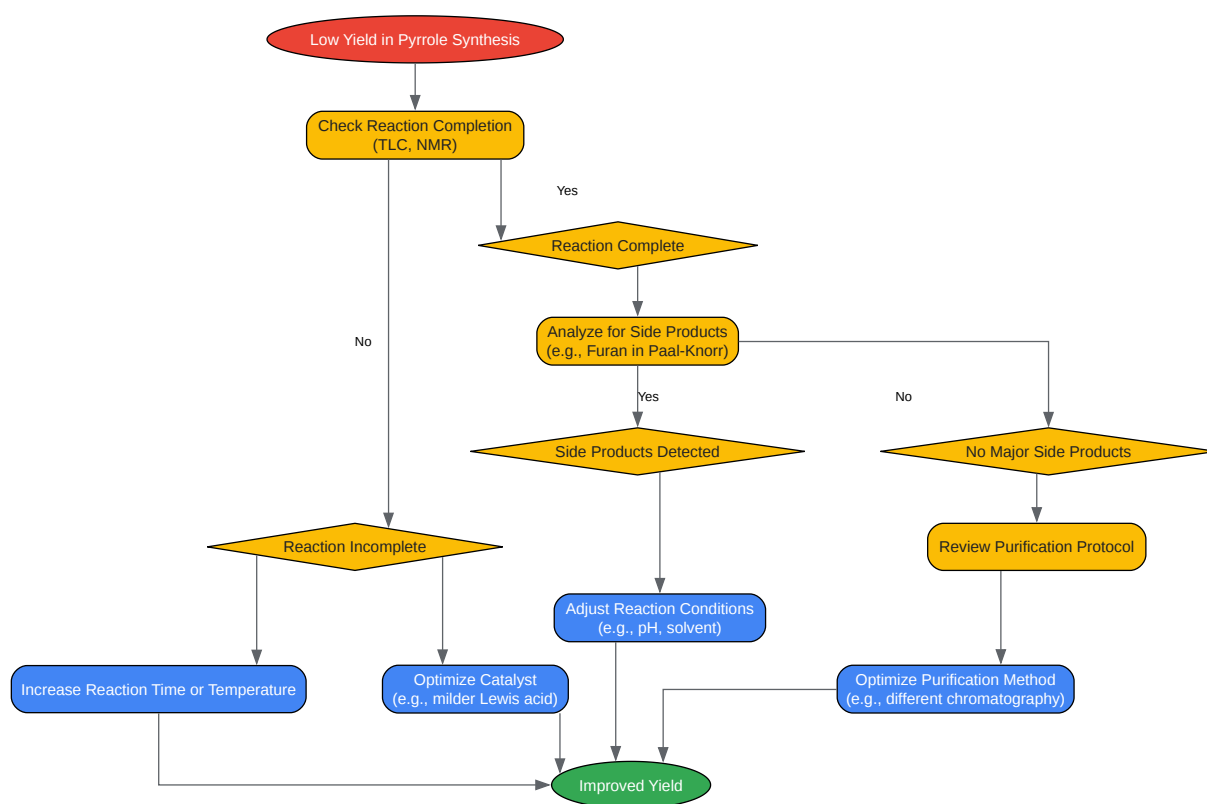 Low Yield in Pyrrole Synthesis
Check Reaction Completion
(TLC, NMR)
Yes
Reaction Complete
Analyze for Side Products
(e.g., Furan in Paal-Knorr)
No
Yes
No
Side Products Detected
No Major Side Products
Reaction Incomplete
Review Purification Protocol
Adjust Reaction Conditions
(e.g., pH, solvent)
Increase Reaction Time or Temperature
Optimize Catalyst
(e.g., milder Lewis acid)
Optimize Purification Method
(e.g., different chromatography)
Improved Yield